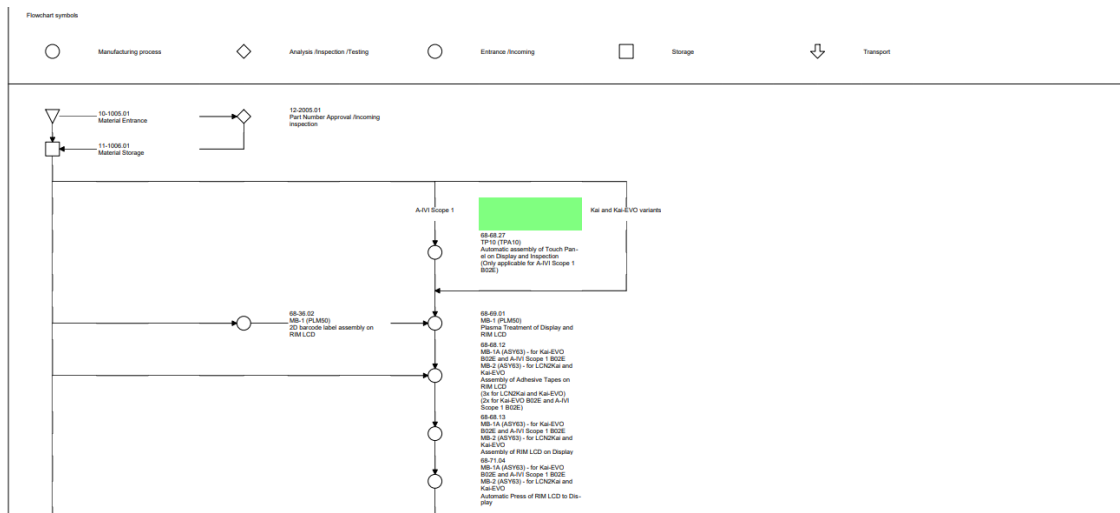 Flowchart symbols
Manufacturing process
Analysis /Inspection /Testing
Entrance /Incoming
Storage
Transport
10-1005.01
Material Entrance
12-2005.01
Part Number Approval /Incoming
inspection
11-1006.01
Material Storage
A-IVI Scope 1
Kai and Kai-EVO variants
68-68.27
TP10 (TPA10)
Automatic assembly of Touch Pan-
el on Display and Inspection
(Only applicable for A-IVI Scope 1
B02E)
68-36.02
MB-1 (PLM50)
2D barcode label assembly on
RIM LCD
68-69.01
MB-1 (PLM50)
Plasma Treatment of Display and
RIM LCD
68-68.12
MB-1A (ASY63) - for Kai-EVO
B02E and A-IVI Scope 1 B02E
MB-2 (ASY63) - for LCN2Kai and
Kai-EVO
Assembly of Adhesive Tapes on
RIM LCD
(3x for LCN2Kai and Kai-EVO)
(2x for Kai-EVO B02E and A-IVI
Scope 1 B02E)
68-68.13
MB-1A (ASY63) - for Kai-EVO
B02E and A-IVI Scope 1 B02E
MB-2 (ASY63) - for LCN2Kai and
Kai-EVO
Assembly of RIM LCD on Display
68-71.04
MB-1A (ASY63) - for Kai-EVO
B02E and A-IVI Scope 1 B02E
MB-2 (ASY63) - for LCN2Kai and
Kai-EVO
Automatic Press of RIM LCD to Dis-
play